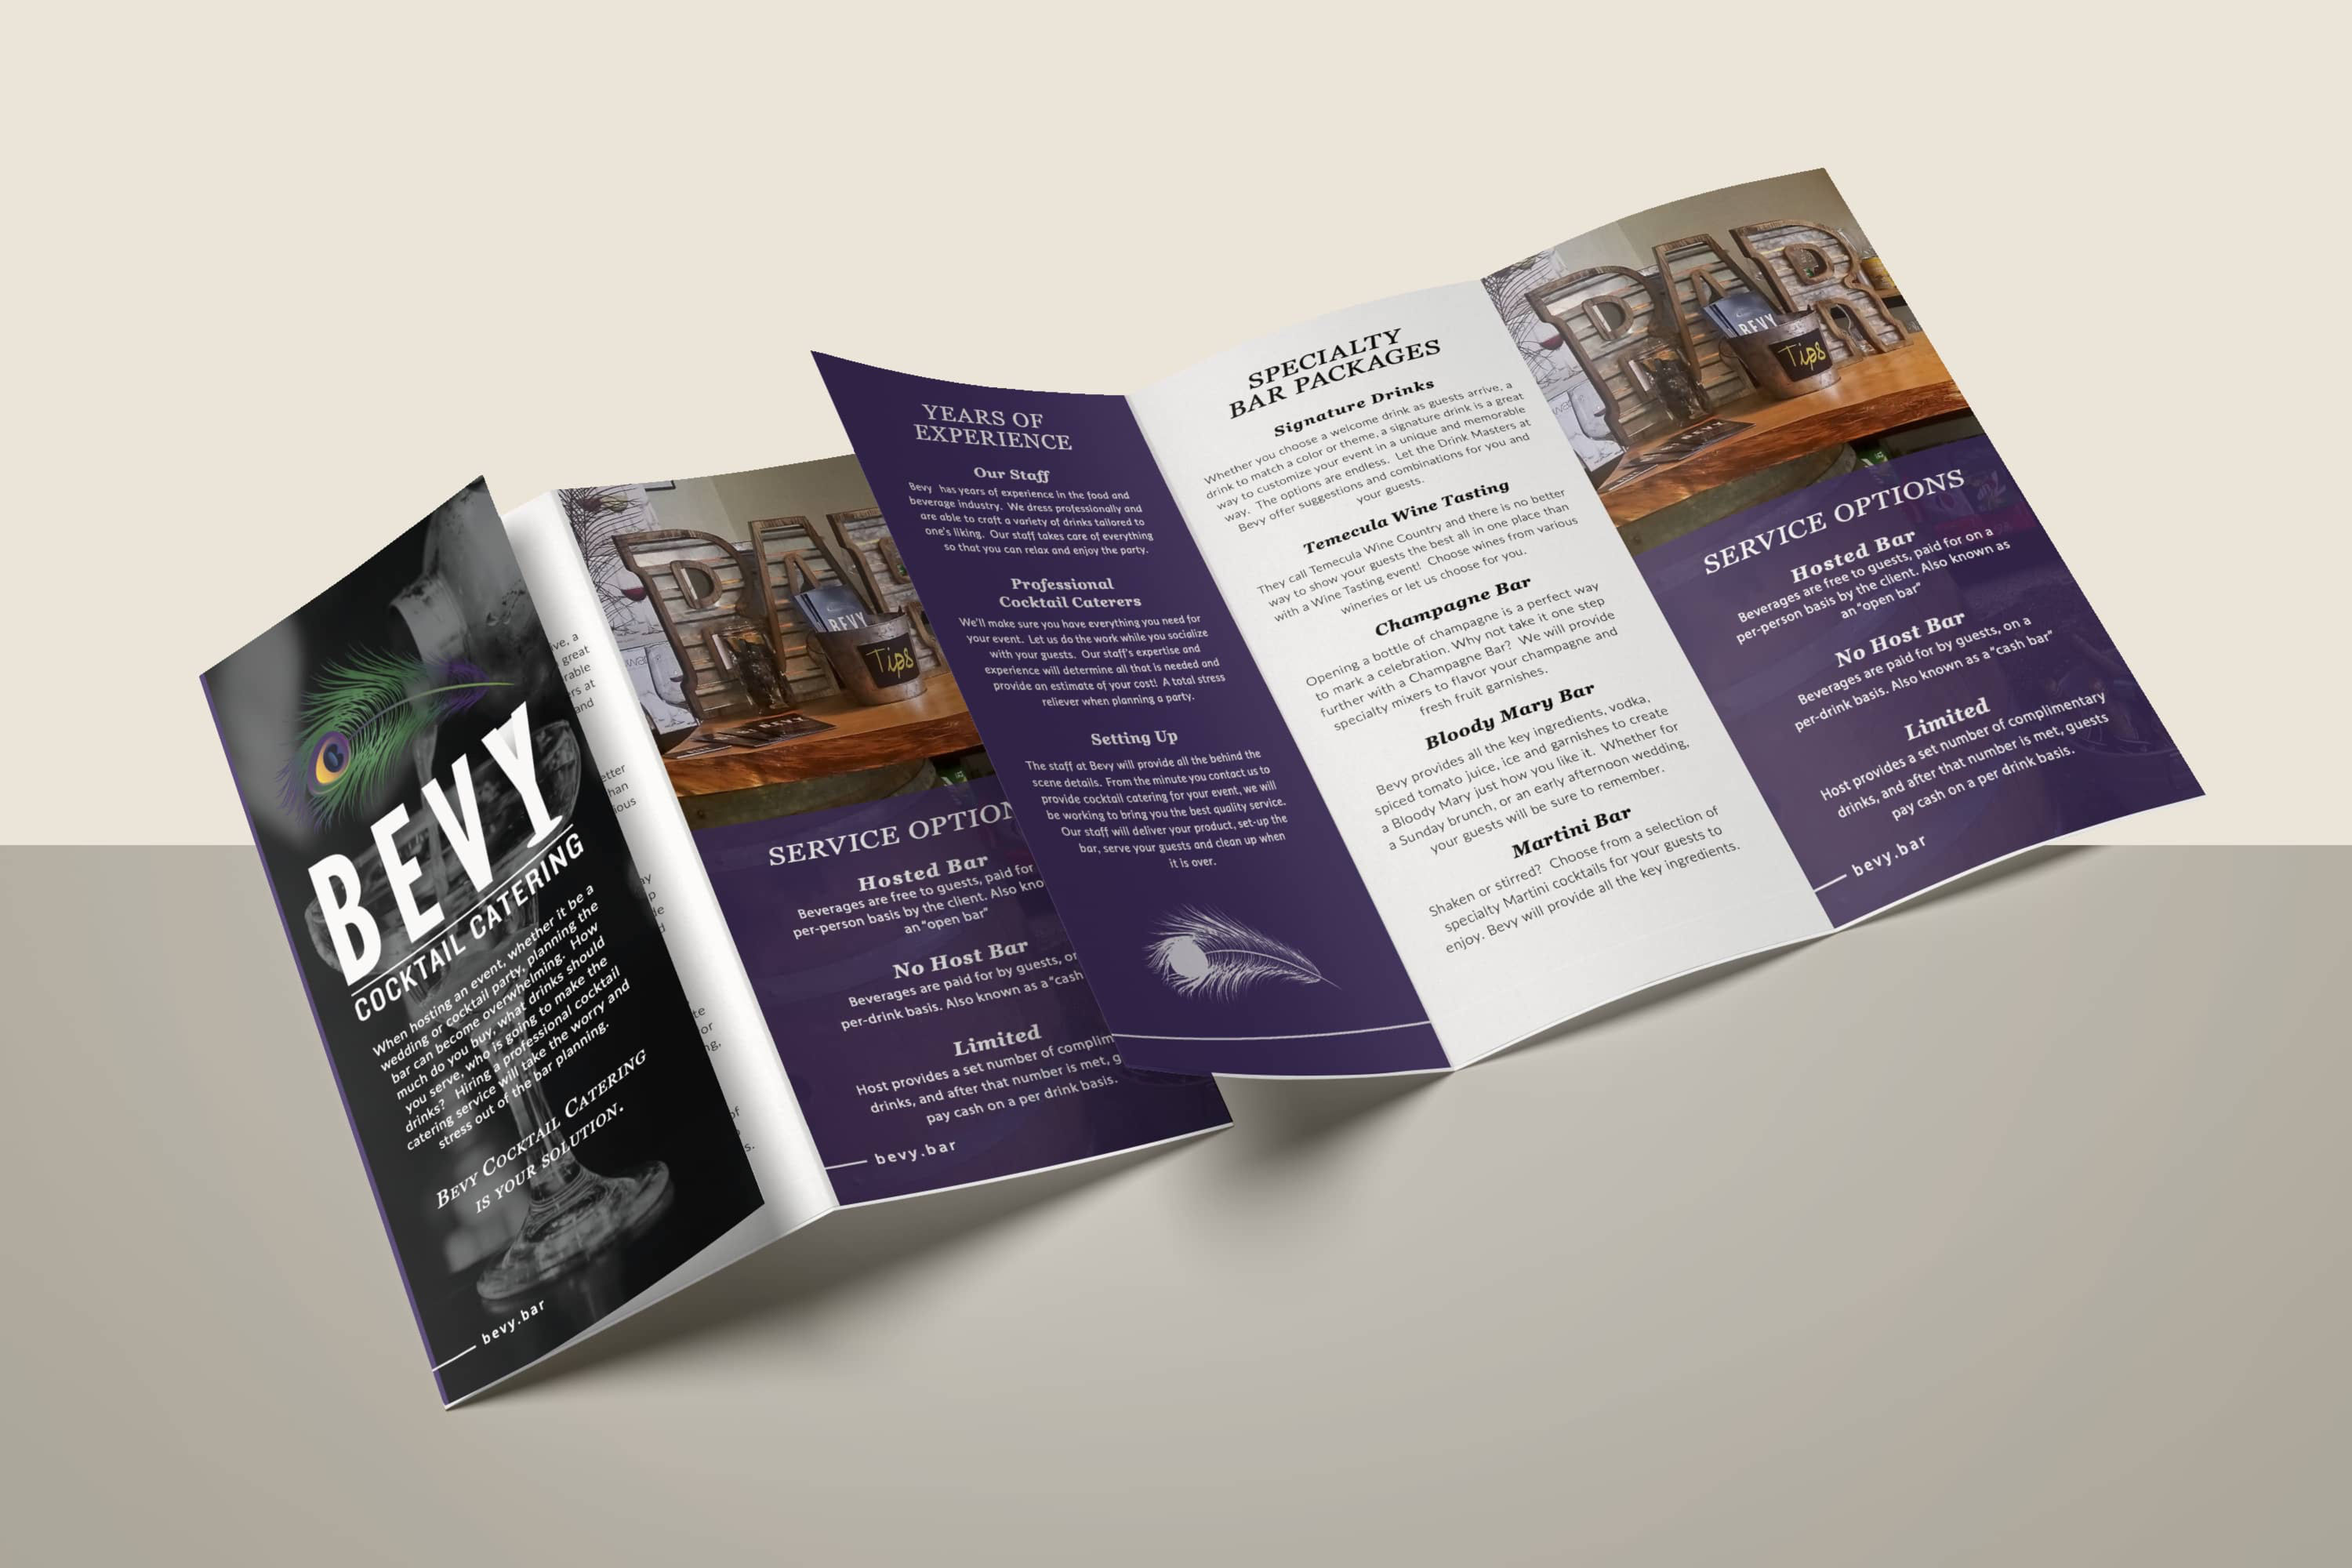 BEVY
COCKTAIL CATERING
When hosting an event, whether it be a
wedding or cocktail party, planning the
bar can become overwhelming. How
much do you buy, what drinks should
you serve, who is going to make the
drinks? Hiring a professional cocktail
catering service will take the worry and
stress out of the bar planning.
BEVY COCKTAIL CATERING
IS YOUR SOLUTION.
bevy.bar
great
rs at
and
BEVY
Tips
BEVY
SERVICE OPTION
Hosted Bar
Beverages are free to guests, paid for
per-person basis by the client. Also kno
an "open bar"
No Host Bar
Beverages are paid for by guests, or
per-drink basis. Also known as a "cash
Limited
Host provides a set number of complim
drinks, and after that number is met, g
pay cash on a per drink basis.
bevy.bar
YEARS OF
EXPERIENCE
Our Staff
Bevy has years of experience in the food and
beverage industry. We dress professionally and
are able to craft a variety of drinks tailored to
one's liking. Our staff takes care of everything
so that you can relax and enjoy the party.
Professional
Cocktail Caterers
We'll make sure you have everything you need for
your event. Let us do the work while you socialize
with your guests. Our staff's expertise and
experience will determine all that is needed and
provide an estimate of your cost! A total stress
reliever when planning a party.
Setting Up
The staff at Bevy will provide all the behind the
scene details. From the minute you contact us to
provide cocktail catering for your event, we will
be working to bring you the best quality service.
Our staff will deliver your product, set-up the
bar, serve your guests and clean up when
it is over.
SPECIALTY
BAR PACKAGES
Signature Drinks
Whether you choose a welcome drink as guests arrive, a
drink to match a color or theme, a signature drink is a great
way to customize your event in a unique and memorable
way. The options are endless. Let the Drink Masters at
Bevy offer suggestions and combinations for you and
your guests.
Temecula Wine Tasting
They call Temecula Wine Country and there is no better
way to show your guests the best all in one place than
with a Wine Tasting event! Choose wines from various
wineries or let us choose for you.
Champagne Bar
Opening a bottle of champagne is a perfect way
to mark a celebration. Why not take it one step
further with a Champagne Bar? We will provide
specialty mixers to flavor your champagne and
fresh fruit garnishes.
Bloody Mary Bar
Bevy provides all the key ingredients, vodka,
spiced tomato juice, ice and garnishes to create
a Bloody Mary just how you like it. Whether for
a Sunday brunch, or an early afternoon wedding,
your guests will be sure to remember.
Martini Bar
Shaken or stirred? Choose from a selection of
specialty Martini cocktails for your guests to
enjoy. Bevy will provide all the key ingredients.
BAR
BEVY
Tips
SERVICE OPTIONS
Hosted Bar
Beverages are free to guests, paid for on a
per-person basis by the client. Also known as
an "open bar"
No Host Bar
Beverages are paid for by guests, on a
per-drink basis. Also known as a "cash bar"
Limited
Host provides a set number of complimentary
drinks, and after that number is met, guests
pay cash on a per drink basis.
bevy.bar